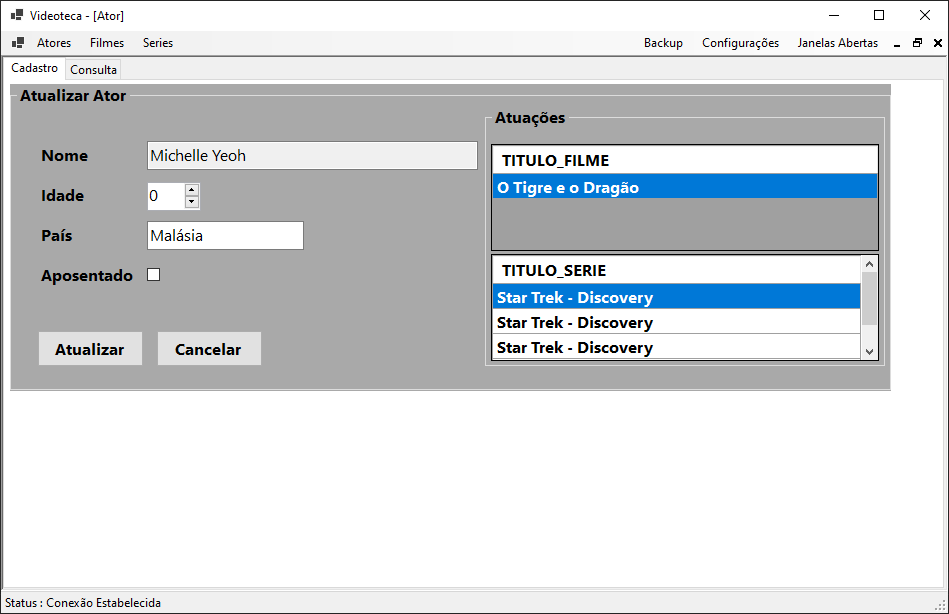 Videoteca - [Ator]
Atores Filmes Series Backup Configurações Janelas Abertas
Cadastro Consulta
Atualizar Ator
Nome Michelle Yeoh
Idade 0
País Malásia
Aposentado
Atualizar Cancelar
Atuações
TITULO_FILME
O Tigre e o Dragão
TITULO_SERIE
Star Trek - Discovery
Star Trek - Discovery
Star Trek - Discovery
Status : Conexão Estabelecida